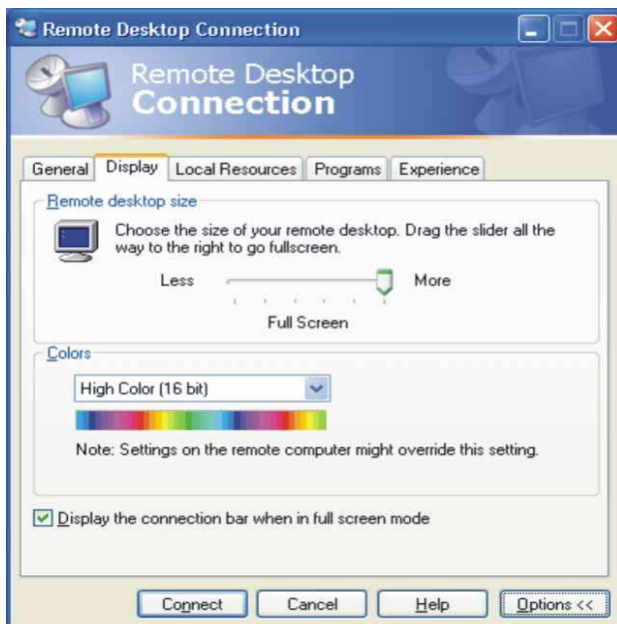 Remote Desktop Connection
Remote Desktop
Connection
General Display Local Resources Programs Experience
Remote desktop size
Choose the size of your remote desktop. Drag the slider all the
way to the right to go fullscreen.
Less More
Full Screen
Colors
High Color (16 bit)
Note: Settings on the remote computer might override this setting.
Display the connection bar when in full screen mode
Connect Cancel Help Options <<